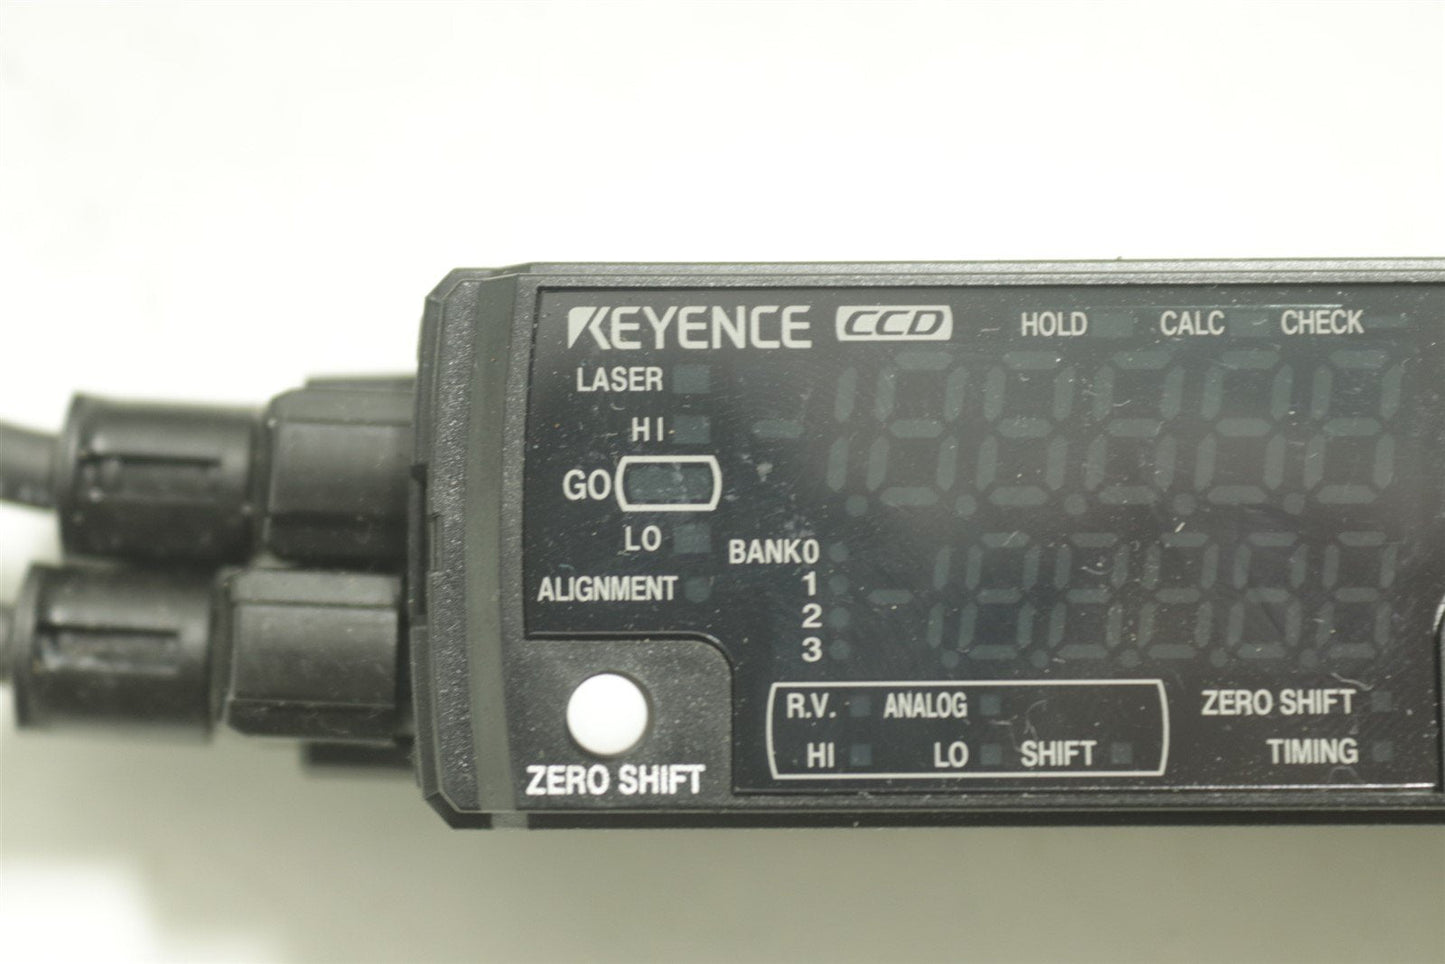 KEYENCE CCD HOLD CALC CHECK
LASER
HI
GO
LO
ALIGNMENT
BANK0
1
2
3
R.V. ANALOG
HI LO SHIFT
ZERO SHIFT
TIMING
ZERO SHIFT